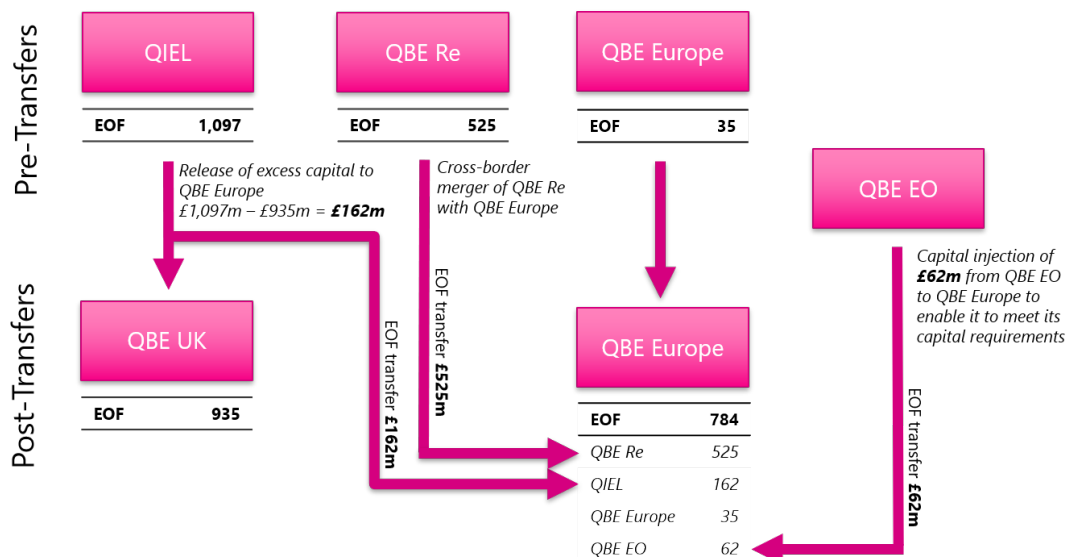 Pre-Transfers
QIEL
QBE Re
QBE Europe
EOF 1,097
EOF 525
EOF 35
Release of excess capital to
QBE Europe
£1,097m – £935m = £162m
Cross-border
merger of QBE Re
with QBE Europe
QBE EO
Capital injection of
£62m from QBE EO
to QBE Europe to
enable it to meet its
capital requirements
Post-Transfers
QBE UK
EOF 935
EOF transfer £162m
EOF transfer £525m
QBE Europe
EOF 784
QBE Re 525
QIEL 162
QBE Europe 35
QBE EO 62
EOF transfer £62m